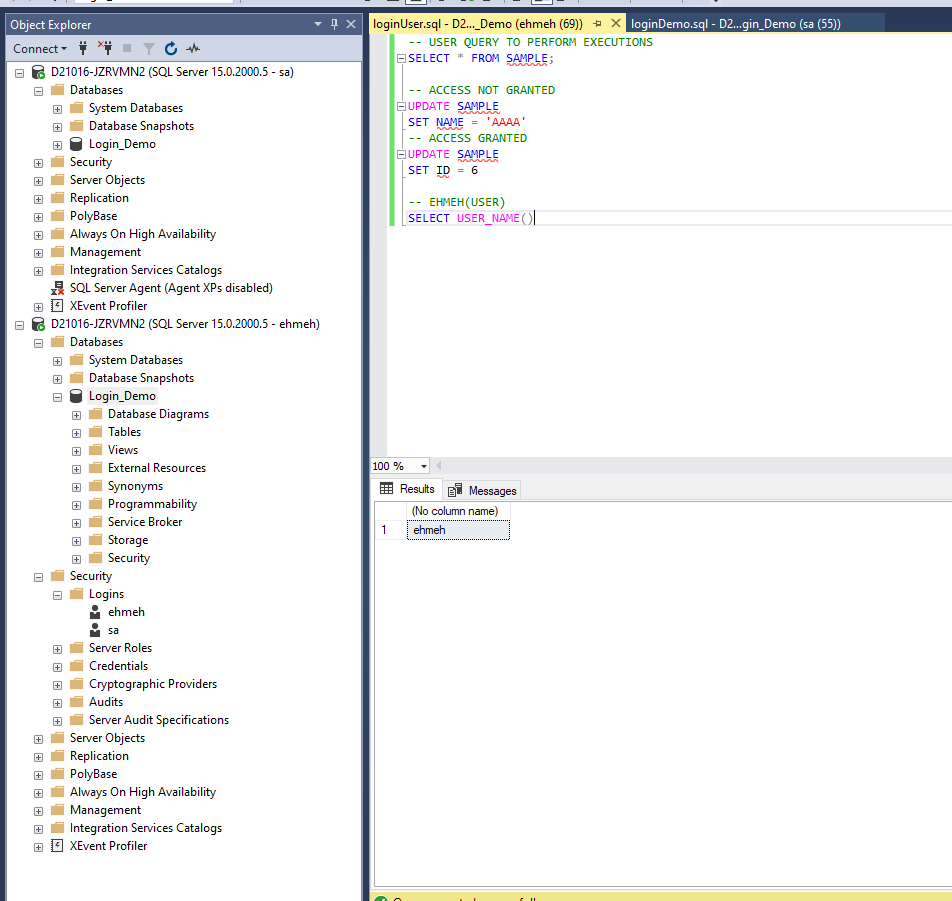 Object Explorer
Connect
D21016-JZRVMN2 (SQL Server 15.0.2000.5 - sa)
Databases
System Databases
Database Snapshots
Login_Demo
Security
Server Objects
Replication
PolyBase
Always On High Availability
Management
Integration Services Catalogs
SQL Server Agent (Agent XPs disabled)
XEvent Profiler
D21016-JZRVMN2 (SQL Server 15.0.2000.5 - ehmeh)
Databases
System Databases
Database Snapshots
Login_Demo
Database Diagrams
Tables
Views
External Resources
Synonyms
Programmability
Service Broker
Storage
Security
Security
Logins
ehmeh
sa
Server Roles
Credentials
Cryptographic Providers
Audits
Server Audit Specifications
Server Objects
Replication
PolyBase
Always On High Availability
Management
Integration Services Catalogs
XEvent Profiler
loginUser.sql - D2..._Demo (ehmeh (69)) loginDemo.sql - D2...gin_Demo (sa (55))
-- USER QUERY TO PERFORM EXECUTIONS
SELECT * FROM SAMPLE;
-- ACCESS NOT GRANTED
UPDATE SAMPLE
SET NAME = 'AAAA'
-- ACCESS GRANTED
UPDATE SAMPLE
SET ID = 6
-- EHMEH(USER)
SELECT USER_NAME()
100 %
Results Messages
(No column name)
1 ehmeh